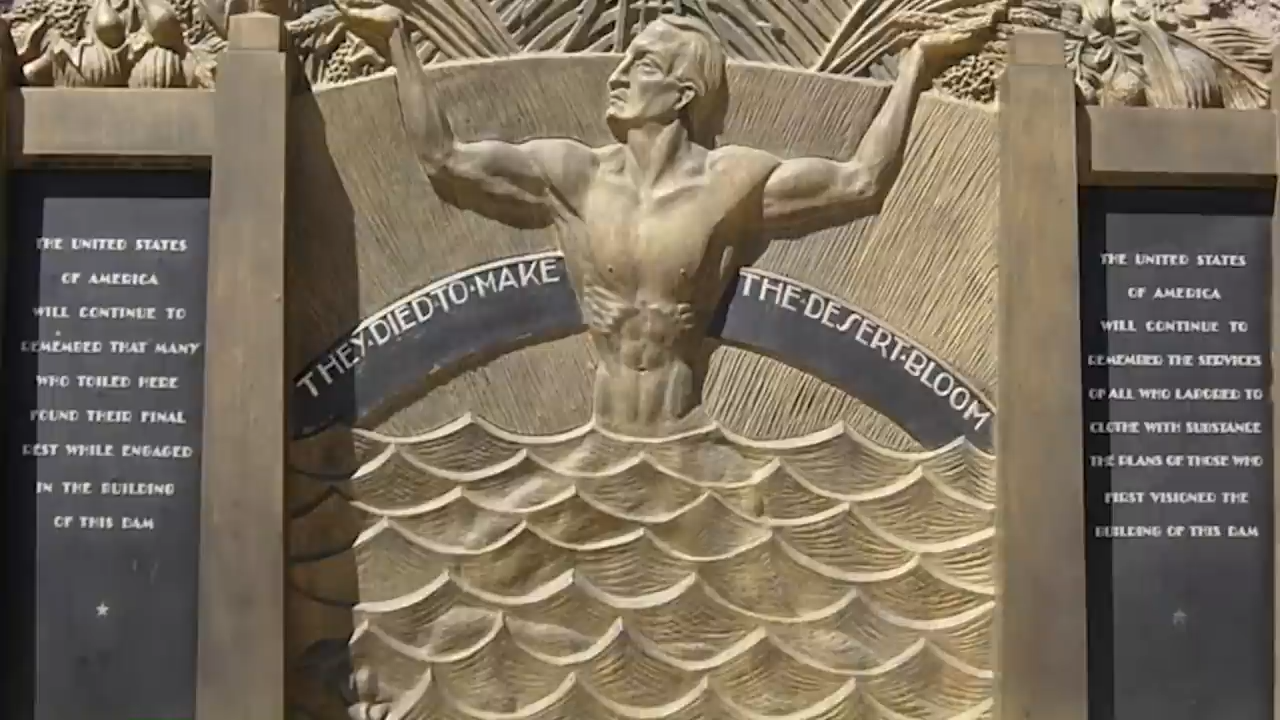 THE UNITED STATES
OF AMERICA
WILL CONTINUE TO
REMEMBER THAT MANY
WHO TOILED HERE
FOUND THEIR FINAL
REST WHILE ENGAGED
IN THE BUILDING
OF THIS DAM
THEY·DIED·TO·MAKE
THE·DESERT·BLOOM
THE UNITED STATES
OF AMERICA
WILL CONTINUE TO
REMEMBER THE SERVICES
OF ALL WHO LABORED TO
CLOTHE WITH SUBSTANCE
THE PLANS OF THOSE WHO
FIRST VISIONED THE
BUILDING OF THIS DAM